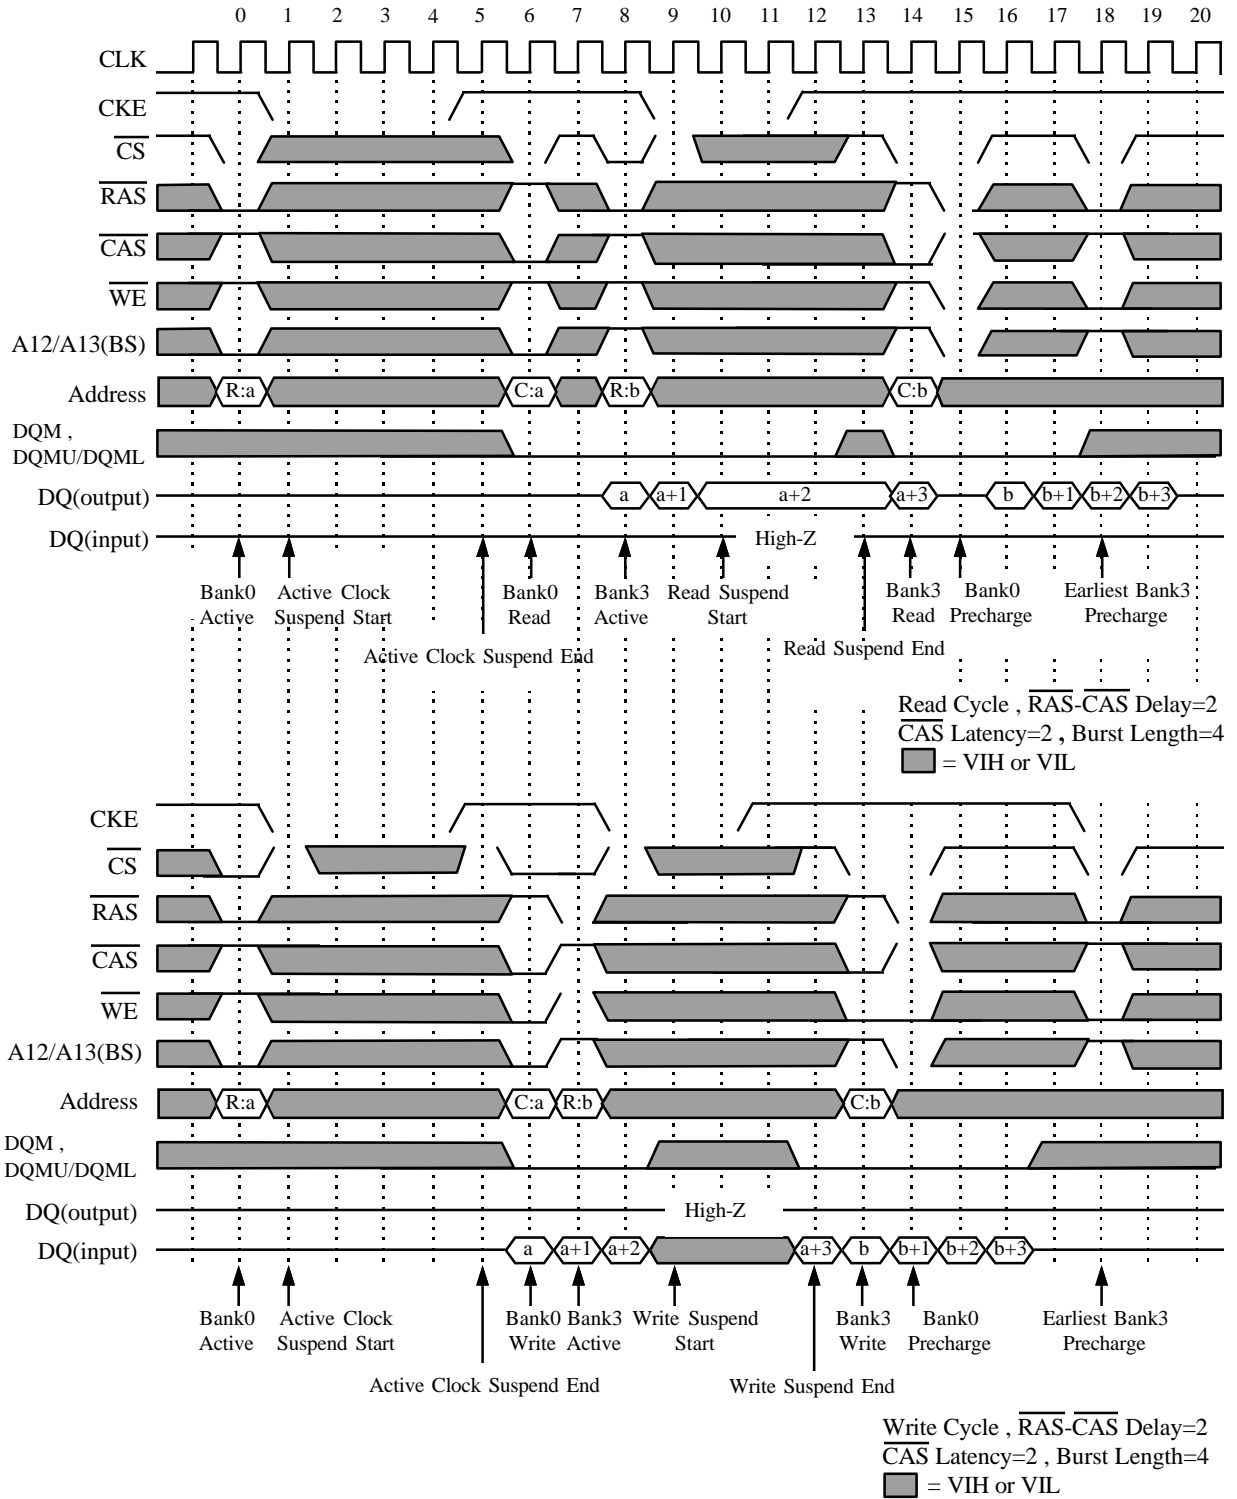 0 1 2 3 4 5 6 7 8 9 10 11 12 13 14 15 16 17 18 19 20
CLK
CKE
CS
RAS
CAS
WE
A12/A13(BS)
Address R:a C:a R:b C:b
DQM ,
DQMU/DQML
DQ(output) a a+1 a+2 a+3 b b+1 b+2 b+3
DQ(input) High-Z
Bank0 Active Clock Bank0 Bank3 Read Suspend Bank3 Bank0 Earliest Bank3
Active Suspend Start Read Active Start Read Precharge Precharge
Active Clock Suspend End Read Suspend End
Read Cycle , RAS-CAS Delay=2
CAS Latency=2 , Burst Length=4
= VIH or VIL
CKE
CS
RAS
CAS
WE
A12/A13(BS)
Address R:a C:a R:b C:b
DQM ,
DQMU/DQML
DQ(output) High-Z
DQ(input) a a+1 a+2 a+3 b b+1 b+2 b+3
Bank0 Active Clock Bank0 Bank3 Write Suspend Bank3 Bank0 Earliest Bank3
Active Suspend Start Write Active Start Write Precharge Precharge
Active Clock Suspend End Write Suspend End
Write Cycle , RAS-CAS Delay=2
CAS Latency=2 , Burst Length=4
= VIH or VIL